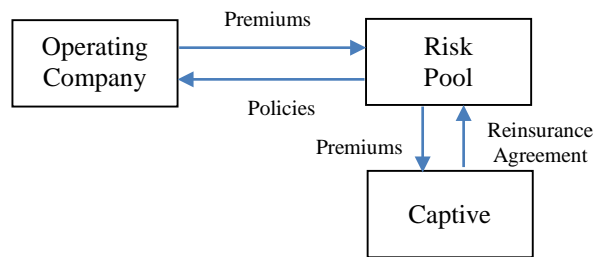 Premiums
Operating
Company
Risk
Pool
Policies
Premiums
Reinsurance
Agreement
Captive